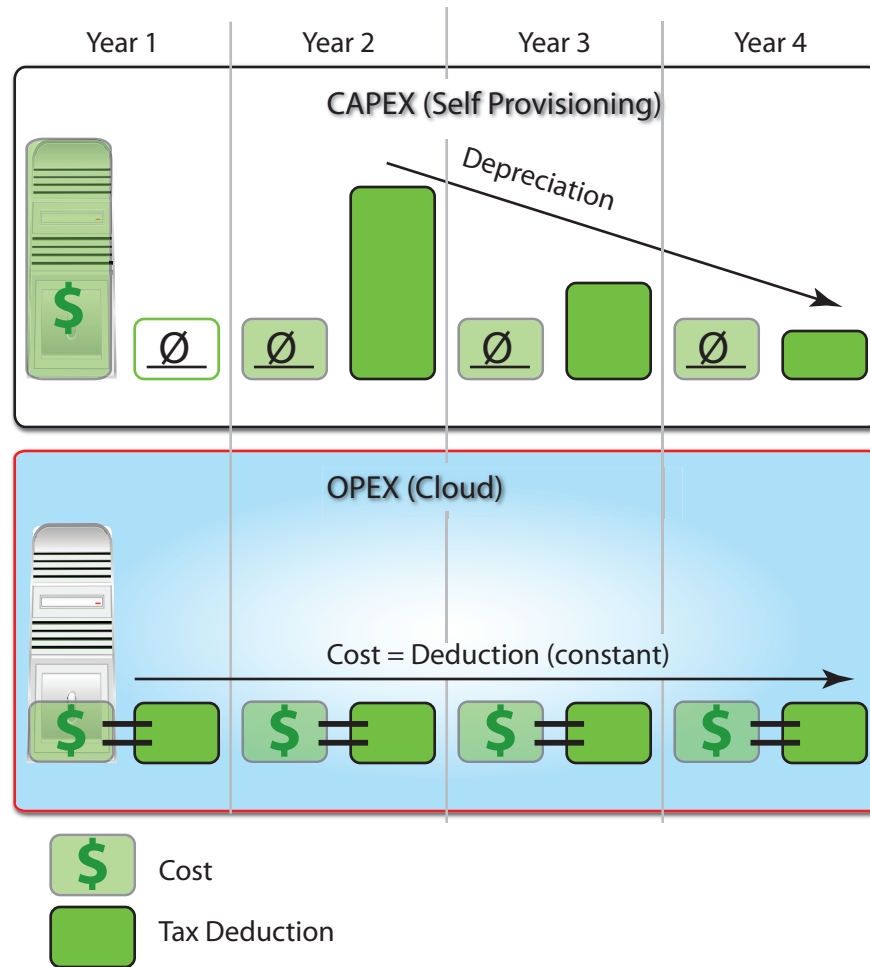 Year 1 Year 2 Year 3 Year 4
CAPEX (Self Provisioning)
Depreciation
$ Ø Ø Ø Ø
OPEX (Cloud)
Cost = Deduction (constant)
$ $ $ $
$ Cost
Tax Deduction